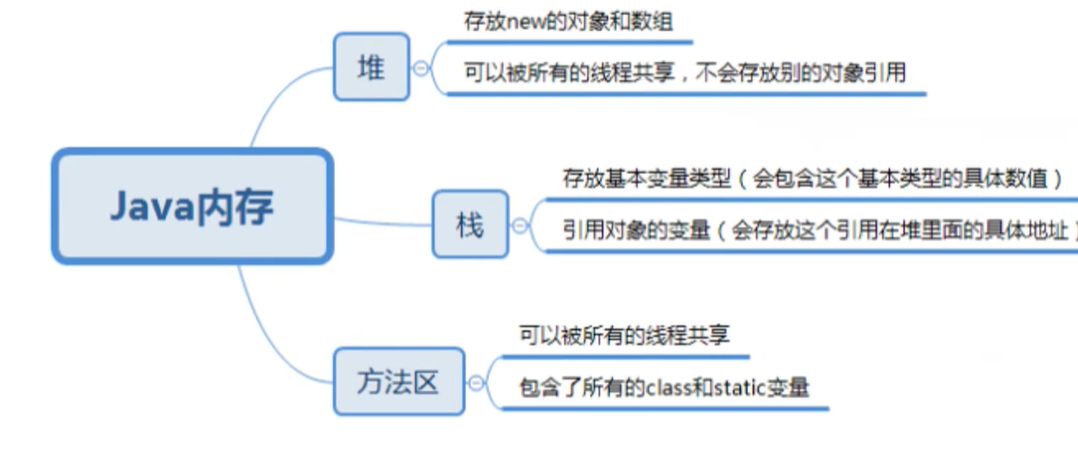 存放new的对象和数组
堆
可以被所有的线程共享，不会存放别的对象引用
存放基本变量类型（会包含这个基本类型的具体数值）
Java内存
栈
引用对象的变量（会存放这个引用在堆里面的具体地址）
可以被所有的线程共享
方法区
包含了所有的class和static变量